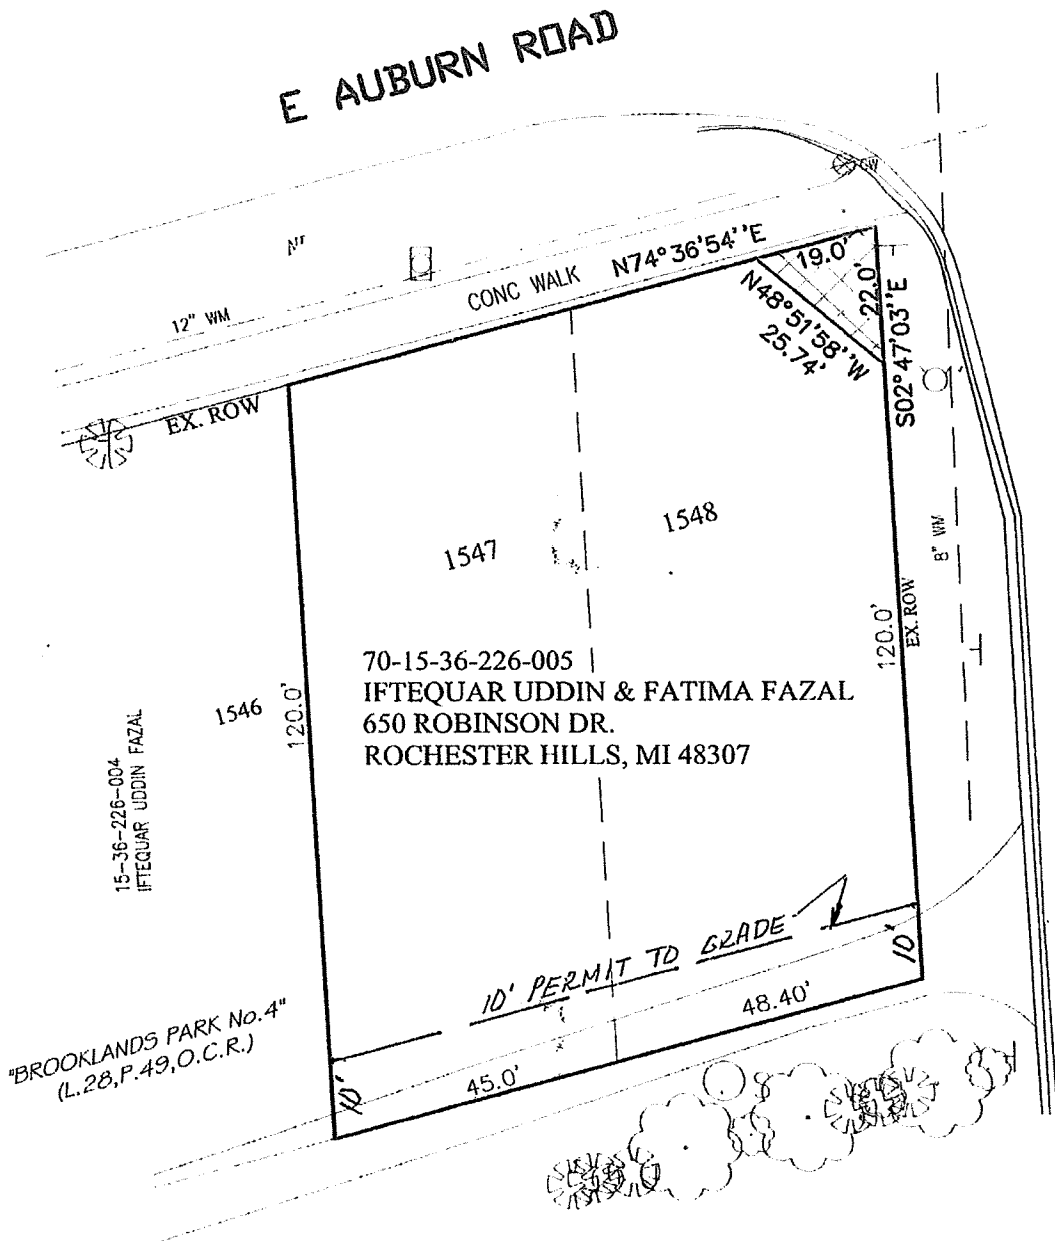 E AUBURN ROAD
GW
12" WM
CONC WALK
N74°36'54''E
19.0'
22.0'
N48°51'58''W
25.74'
S02°47'03''E
EX. ROW
1547
1548
8" WM
120.0'
EX. ROW
70-15-36-226-005
IFTEQUAR UDDIN & FATIMA FAZAL
650 ROBINSON DR.
ROCHESTER HILLS, MI 48307
1546
120.0'
15-36-226-004
IFTEQUAR UDDIN FAZAL
10' PERMIT TO GRADE
10'
48.40'
45.0'
10'
"BROOKLANDS PARK No.4"
(L.28,P.49,O.C.R.)